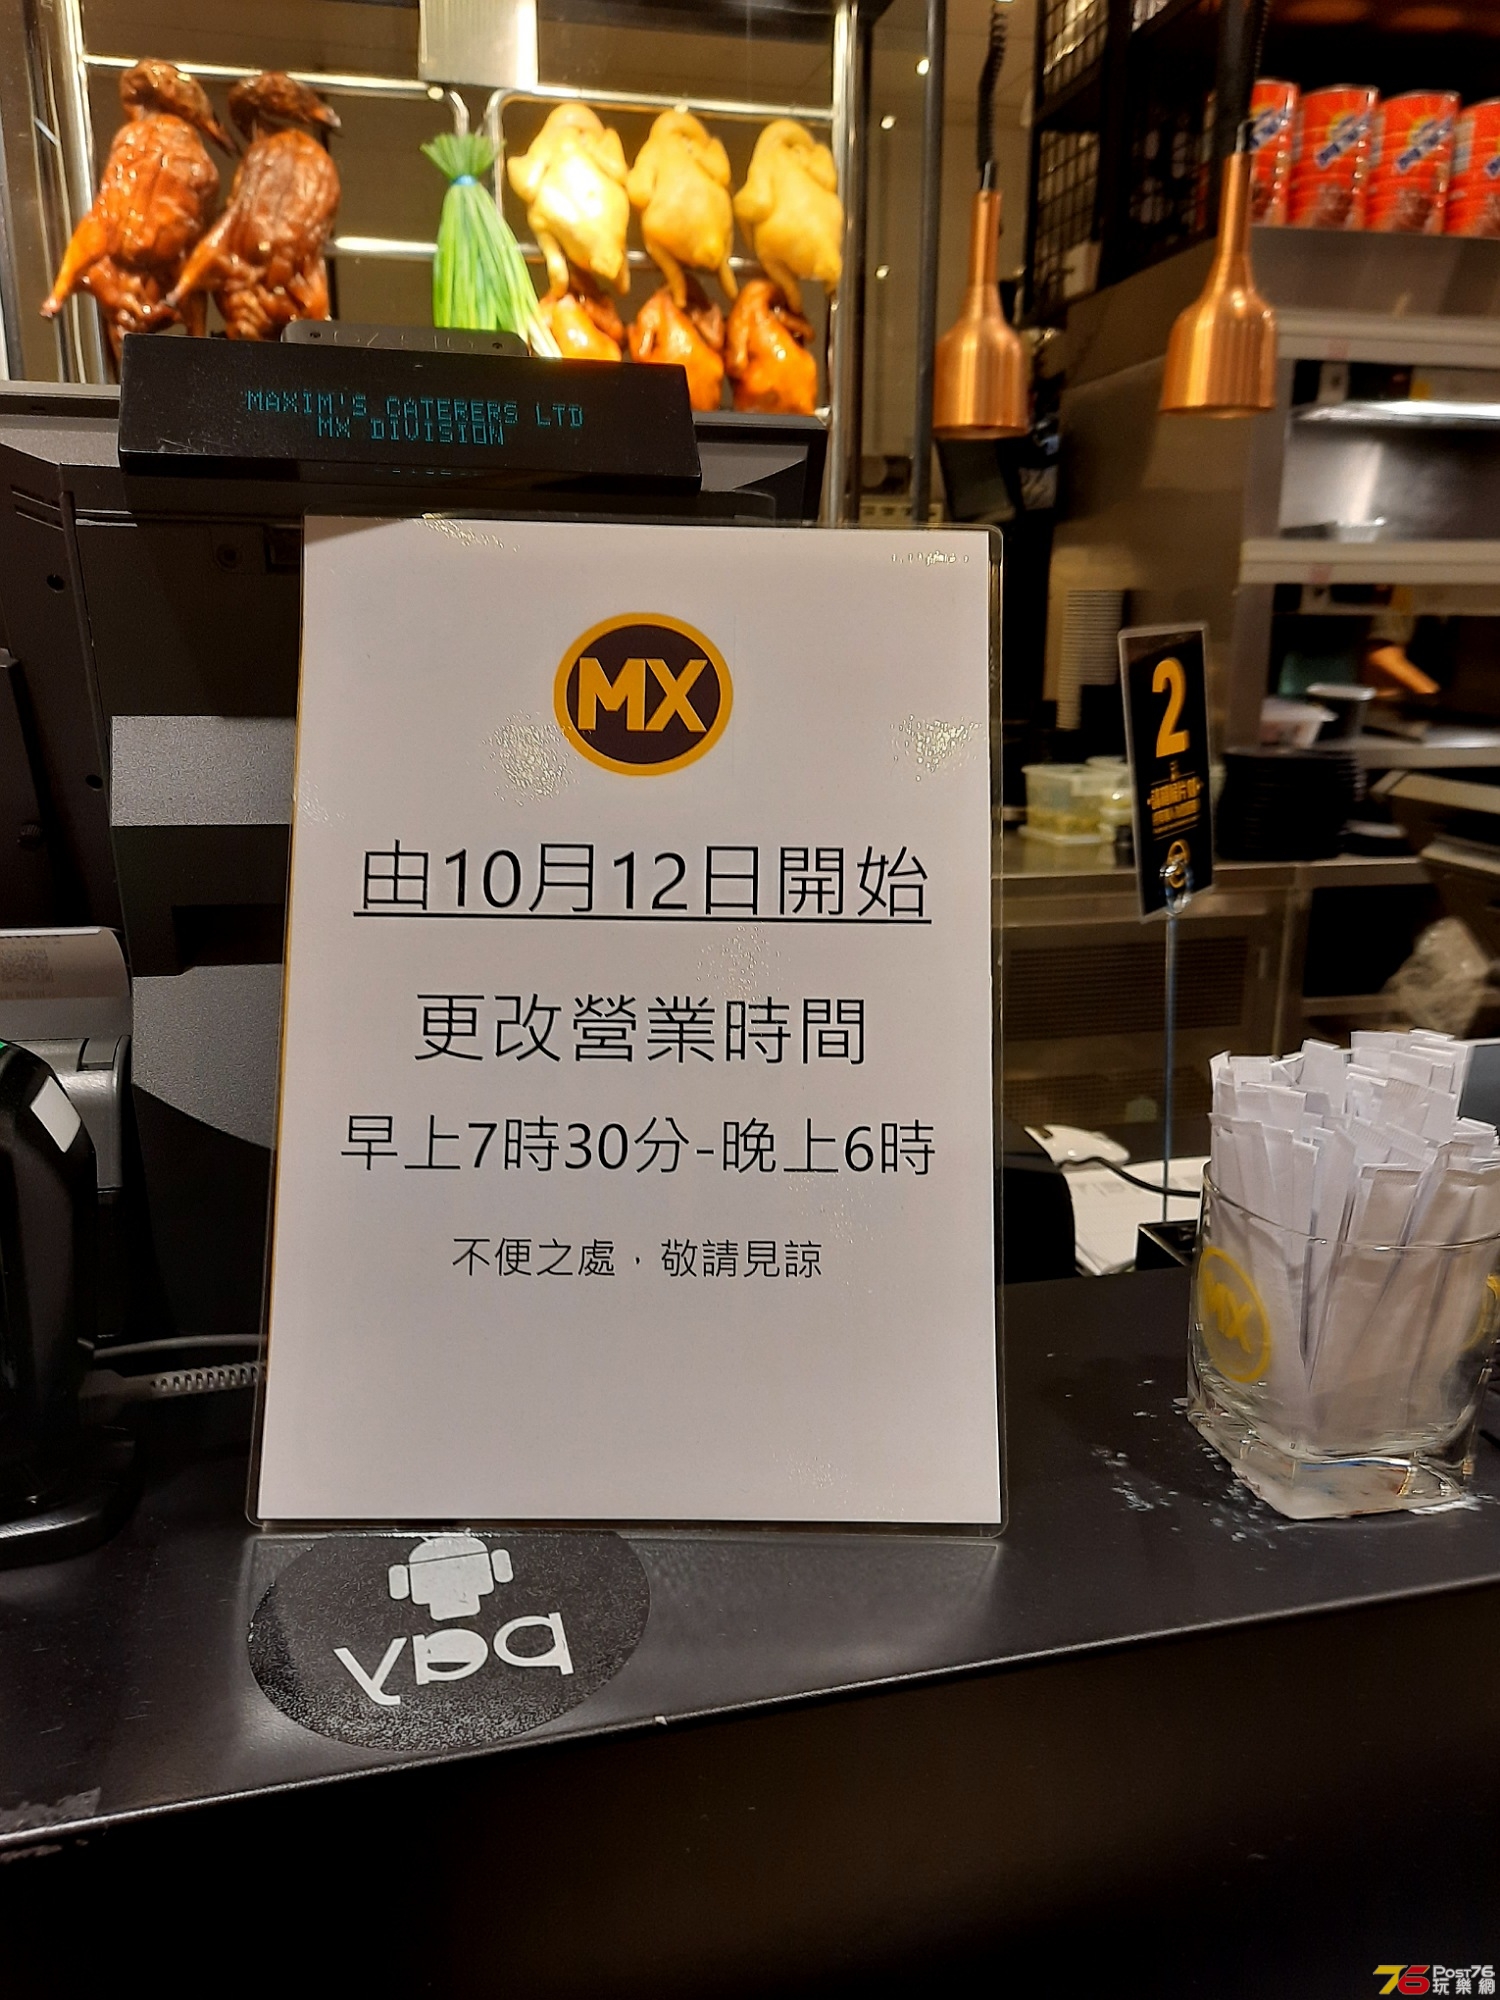 MAXIM'S CATERERS LTD
MX DIVISION
MX
由10月12日開始
更改營業時間
早上7時30分-晚上6時
不便之處，敬請見諒
2
MX
pay
76 Post76
玩樂網